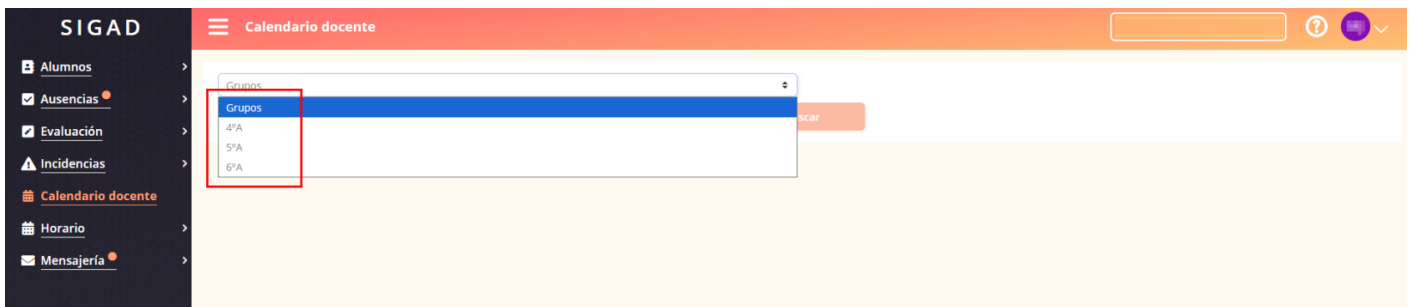 SIGAD
Calendario docente
Alumnos
Ausencias
Evaluación
Incidencias
Calendario docente
Horario
Mensajería
Grupos
Grupos
4ºA
5ºA
6ºA
scar